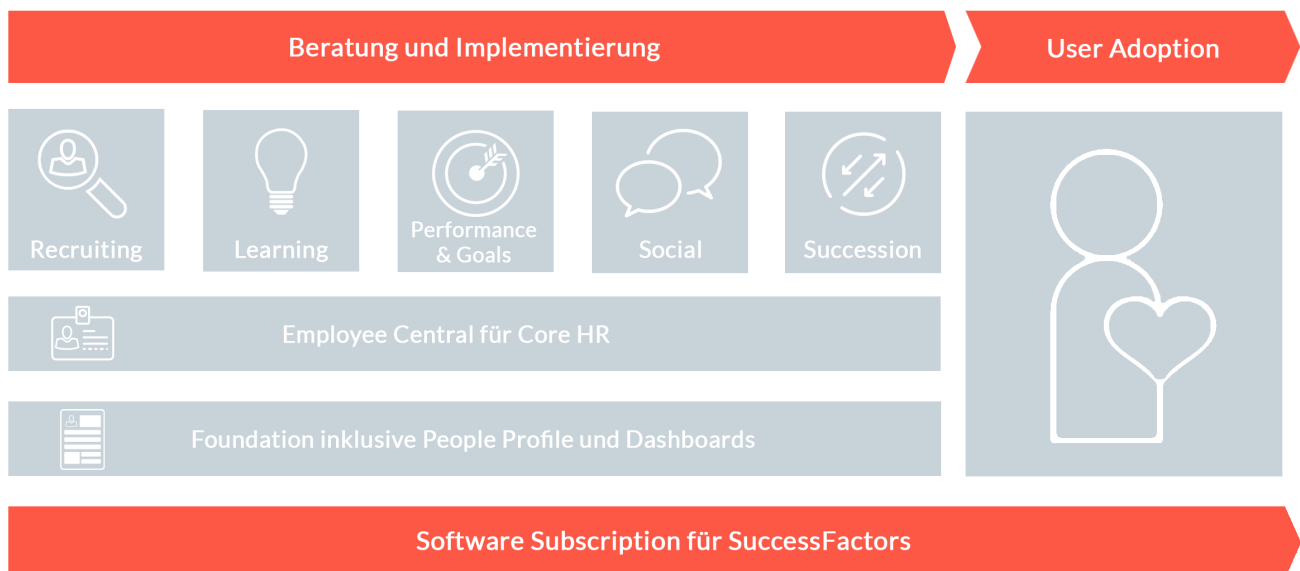 Beratung und Implementierung
User Adoption
Recruiting
Learning
Performance
& Goals
Social
Succession
Employee Central für Core HR
Foundation inklusive People Profile und Dashboards
Software Subscription für SuccessFactors